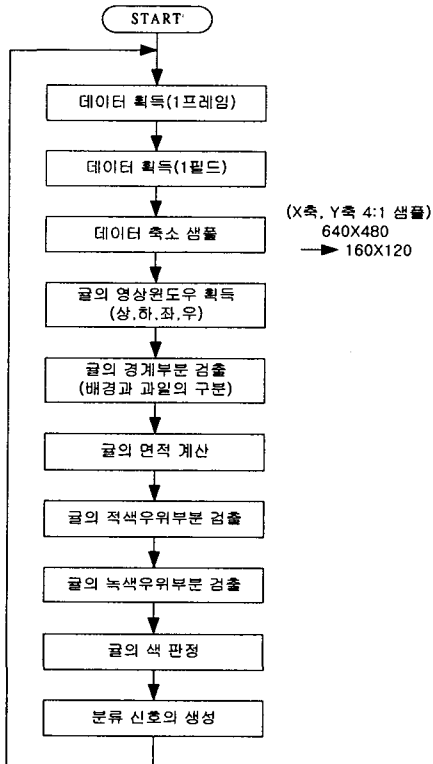 START
데이터 획득(1프레임)
데이터 획득(1필드)
데이터 축소 샘플
(X축, Y축 4:1 샘플)
640X480
160X120
귤의 영상윈도우 획득
(상,하,좌,우)
귤의 경계부분 검출
(배경과 과일의 구분)
귤의 면적 계산
귤의 적색우위부분 검출
귤의 녹색우위부분 검출
귤의 색 판정
분류 신호의 생성